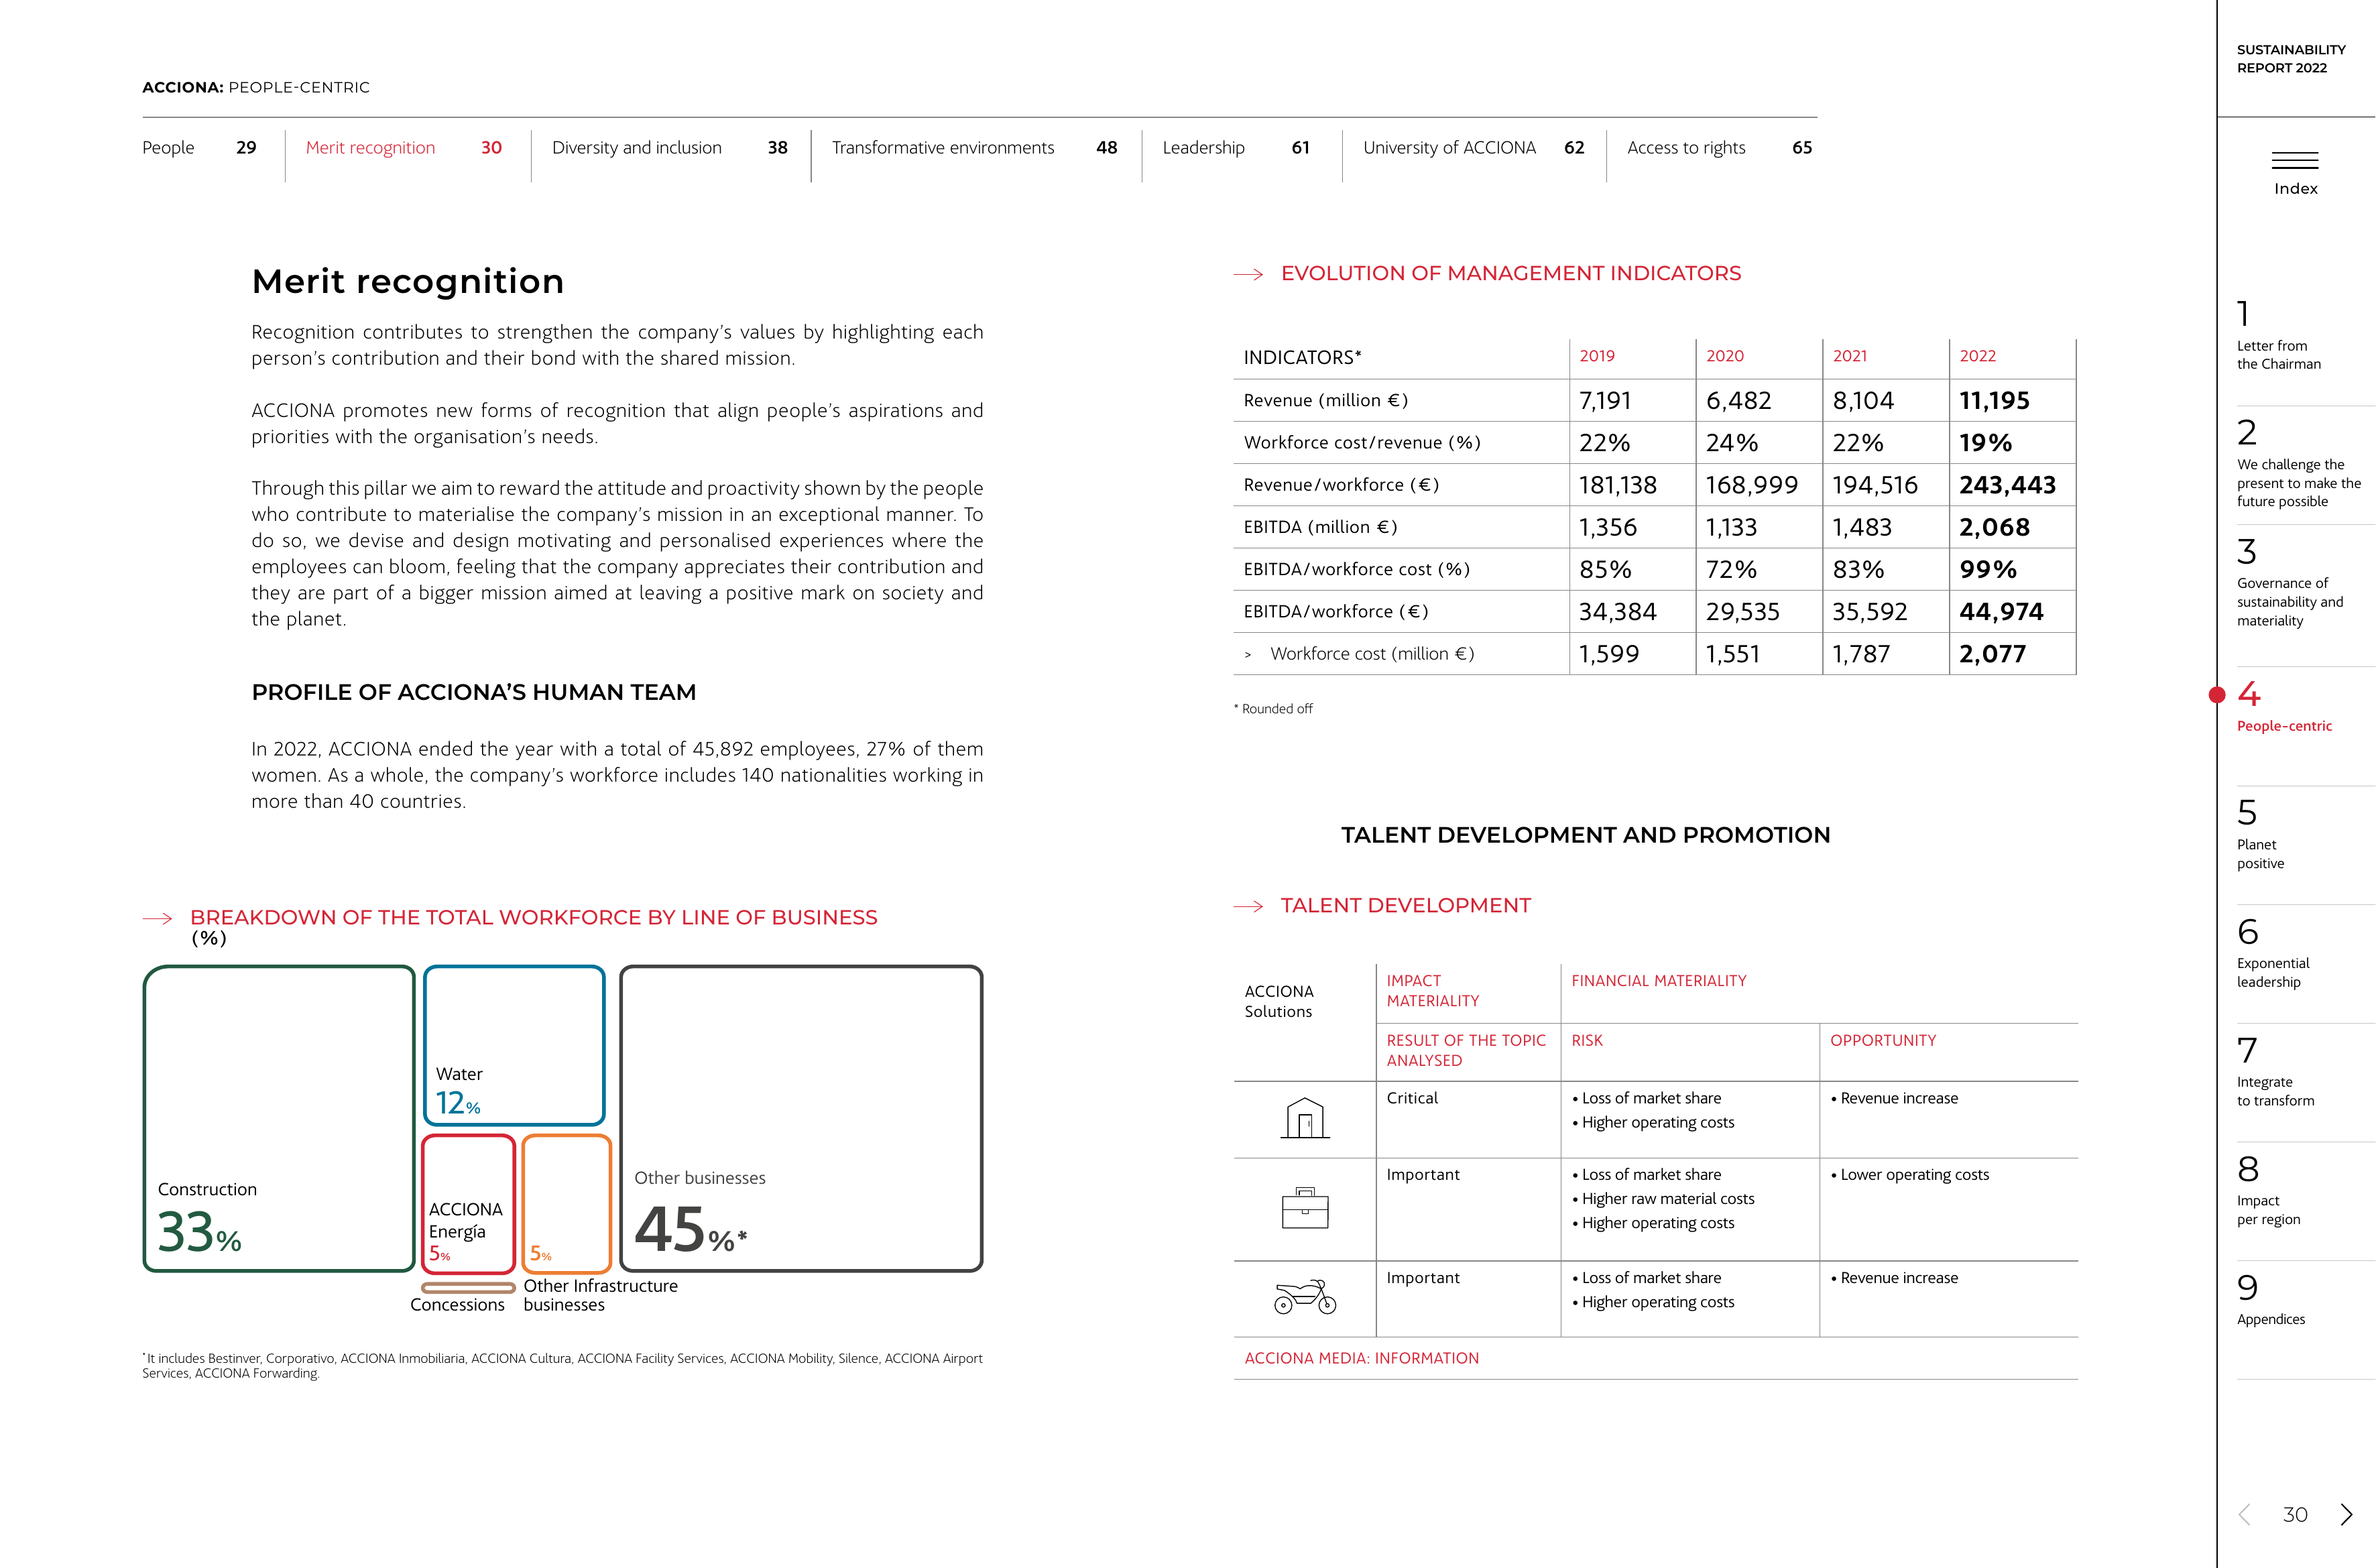 ACCIONA: PEOPLE-CENTRIC
People 29
Merit recognition 30
Diversity and inclusion 38
Transformative environments 48
Leadership 61
University of ACCIONA 62
Access to rights 65
Merit recognition
Recognition contributes to strengthen the company’s values by highlighting each
person’s contribution and their bond with the shared mission.
ACCIONA promotes new forms of recognition that align people’s aspirations and
priorities with the organisation’s needs.
Through this pillar we aim to reward the attitude and proactivity shown by the people
who contribute to materialise the company’s mission in an exceptional manner. To
do so, we devise and design motivating and personalised experiences where the
employees can bloom, feeling that the company appreciates their contribution and
they are part of a bigger mission aimed at leaving a positive mark on society and
the planet.
PROFILE OF ACCIONA’S HUMAN TEAM
In 2022, ACCIONA ended the year with a total of 45,892 employees, 27% of them
women. As a whole, the company’s workforce includes 140 nationalities working in
more than 40 countries.
BREAKDOWN OF THE TOTAL WORKFORCE BY LINE OF BUSINESS
(%)
Construction
33%
Water
12%
ACCIONA
Energía
5%
5%
Other businesses
45%*
Concessions
Other Infrastructure
businesses
*It includes Bestinver, Corporativo, ACCIONA Inmobiliaria, ACCIONA Cultura, ACCIONA Facility Services, ACCIONA Mobility, Silence, ACCIONA Airport
Services, ACCIONA Forwarding.
EVOLUTION OF MANAGEMENT INDICATORS
INDICATORS* 2019 2020 2021 2022
Revenue (million €) 7,191 6,482 8,104 11,195
Workforce cost/revenue (%) 22% 24% 22% 19%
Revenue/workforce (€) 181,138 168,999 194,516 243,443
EBITDA (million €) 1,356 1,133 1,483 2,068
EBITDA/workforce cost (%) 85% 72% 83% 99%
EBITDA/workforce (€) 34,384 29,535 35,592 44,974
> Workforce cost (million €) 1,599 1,551 1,787 2,077
* Rounded off
TALENT DEVELOPMENT AND PROMOTION
TALENT DEVELOPMENT
ACCIONA
Solutions
IMPACT
MATERIALITY
FINANCIAL MATERIALITY
RESULT OF THE TOPIC
ANALYSED
RISK
OPPORTUNITY
Critical
• Loss of market share
• Higher operating costs
• Revenue increase
Important
• Loss of market share
• Higher raw material costs
• Higher operating costs
• Lower operating costs
Important
• Loss of market share
• Higher operating costs
• Revenue increase
ACCIONA MEDIA: INFORMATION
SUSTAINABILITY
REPORT 2022
Index
1
Letter from
the Chairman
2
We challenge the
present to make the
future possible
3
Governance of
sustainability and
materiality
4
People-centric
5
Planet
positive
6
Exponential
leadership
7
Integrate
to transform
8
Impact
per region
9
Appendices
30